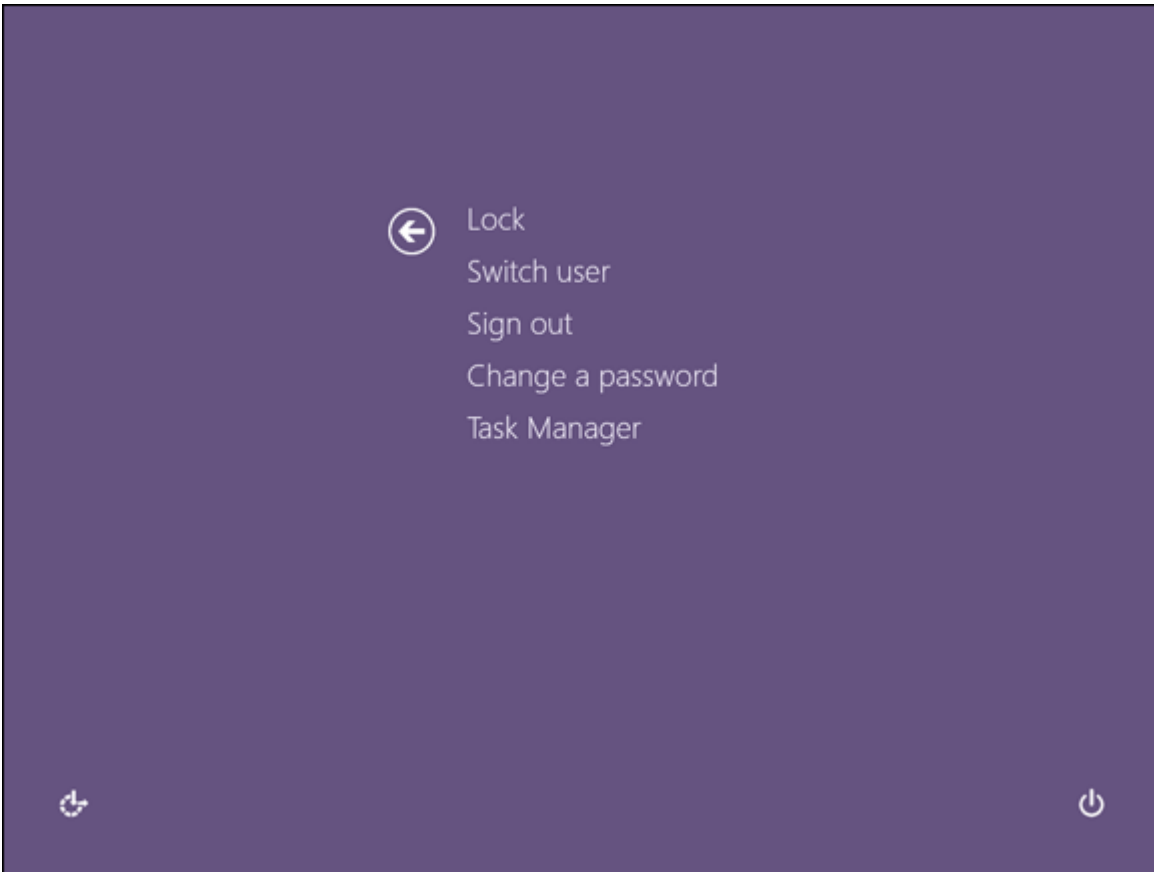 Lock
Switch user
Sign out
Change a password
Task Manager